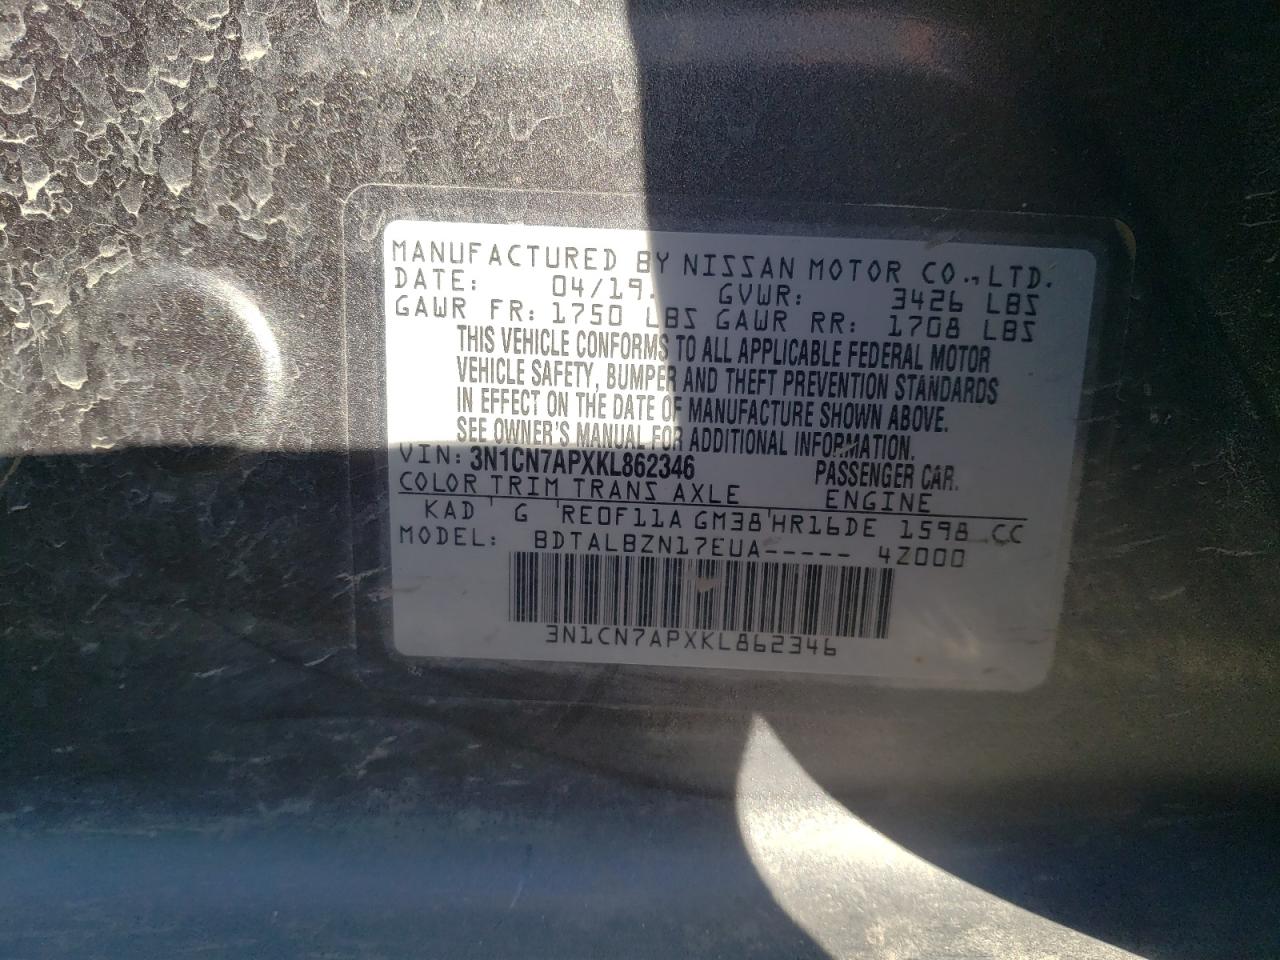 MANUFACTURED BY NISSAN MOTOR CO., LTD.
DATE: 04/19. GVWR: 3426 LBS
GAWR FR: 1750 LBS GAWR RR: 1708 LBS
THIS VEHICLE CONFORMS TO ALL APPLICABLE FEDERAL MOTOR
VEHICLE SAFETY, BUMPER AND THEFT PREVENTION STANDARDS
IN EFFECT ON THE DATE OF MANUFACTURE SHOWN ABOVE.
SEE OWNER'S MANUAL FOR ADDITIONAL INFORMATION.
VIN: 3N1CN7APXKL862346 PASSENGER CAR.
COLOR TRIM TRANS AXLE ENGINE
KAD G RE0F11A GM38 HR16DE 1598 CC
MODEL: BDTALBZN17EUA----- 4Z000
3N1CN7APXKL862346